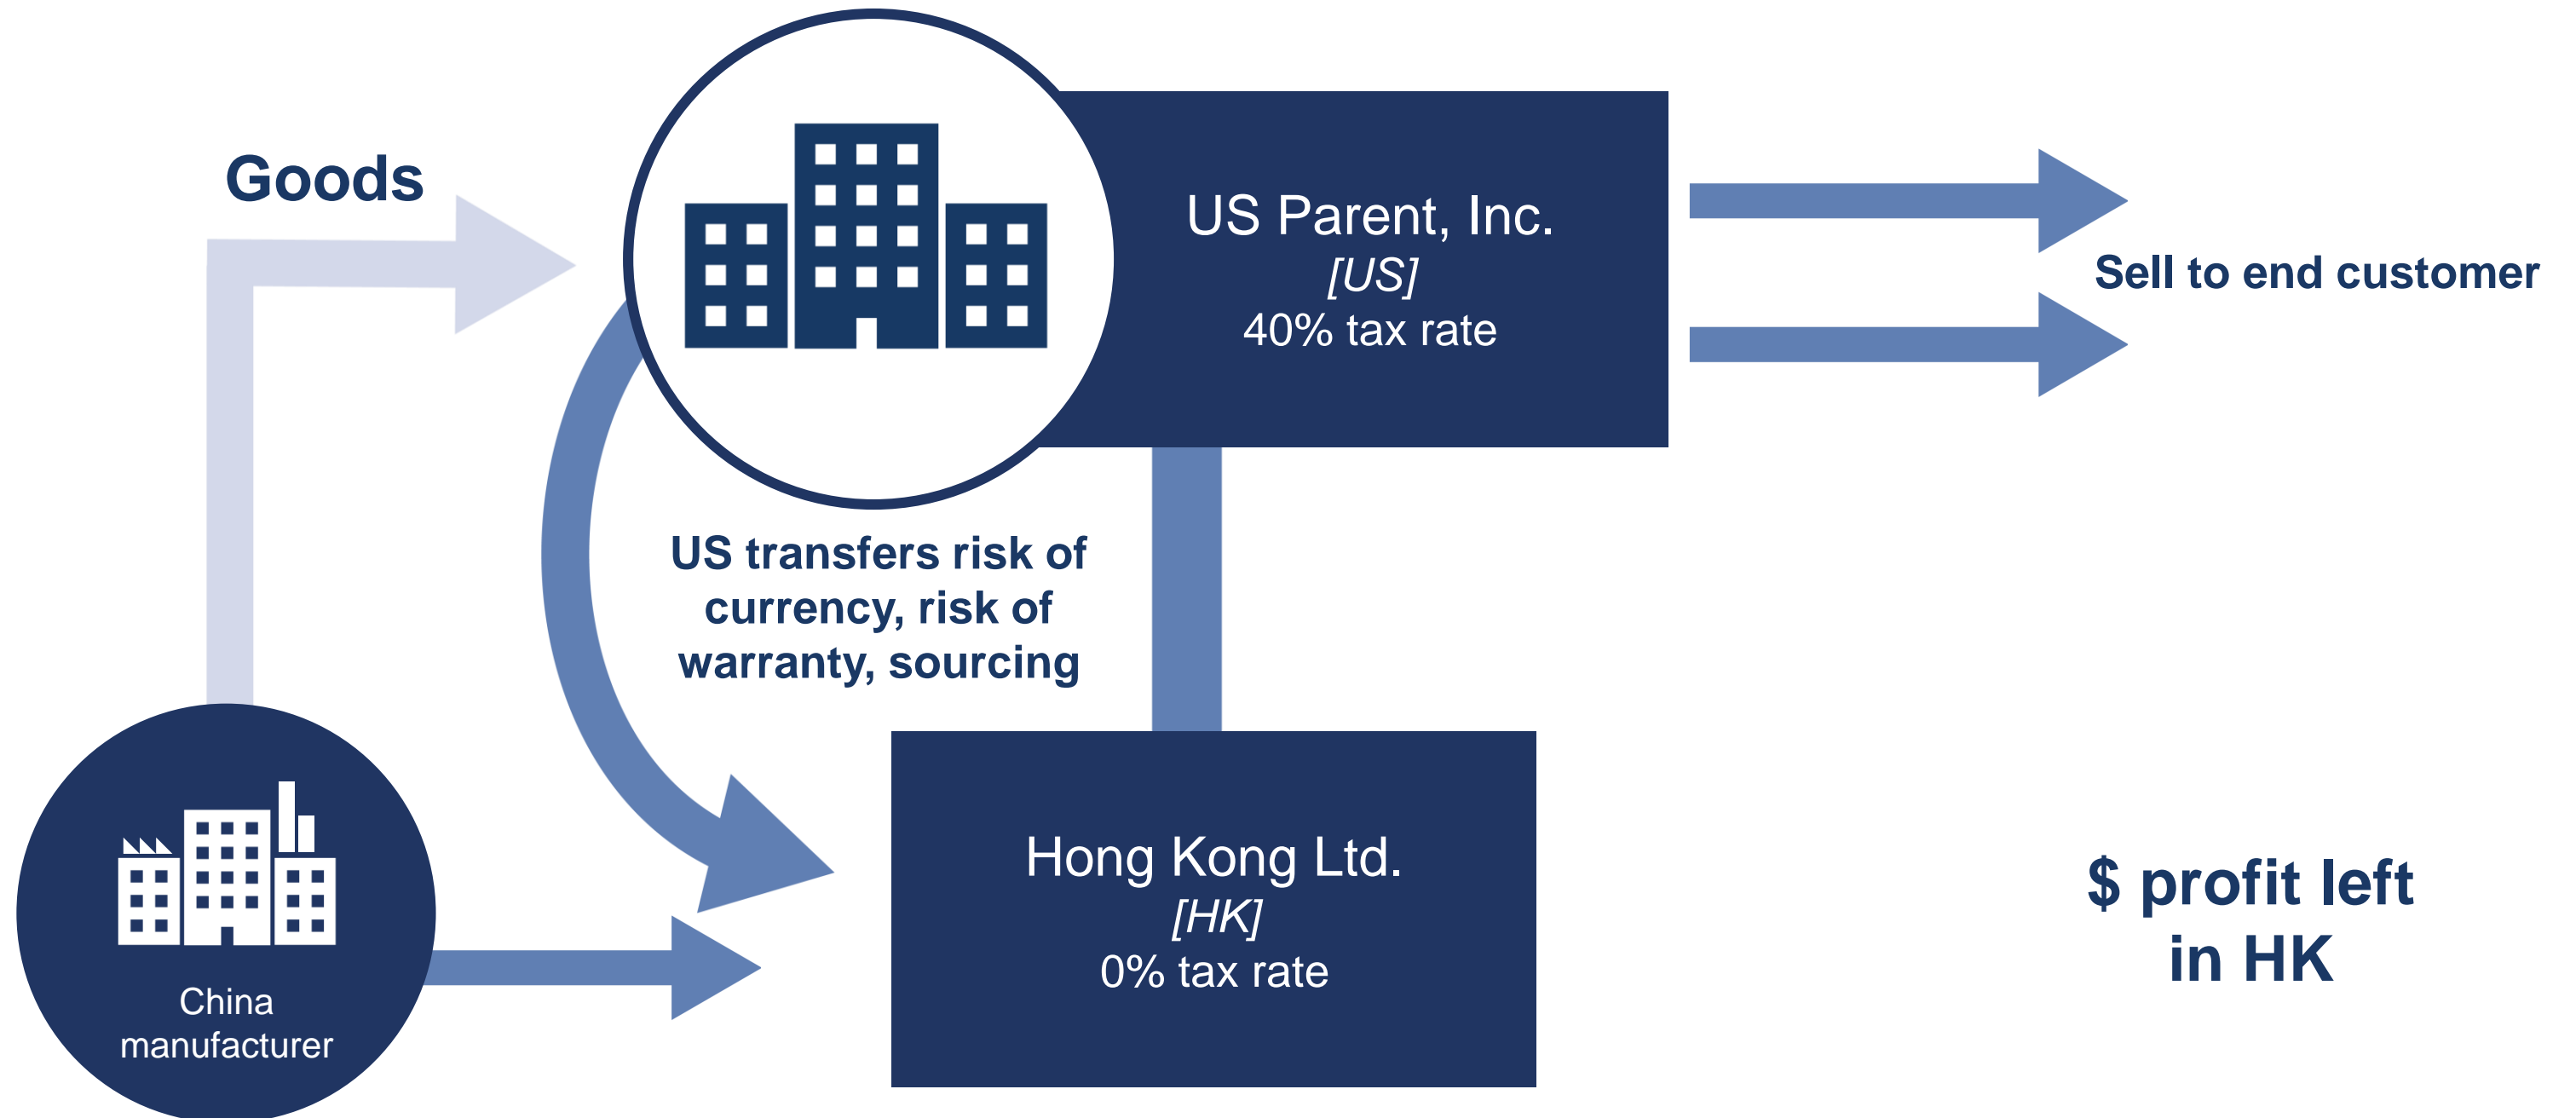 Goods
US Parent, Inc.
[US]
40% tax rate
Sell to end customer
US transfers risk of
currency, risk of
warranty, sourcing
China
manufacturer
Hong Kong Ltd.
[HK]
0% tax rate
$ profit left
in HK